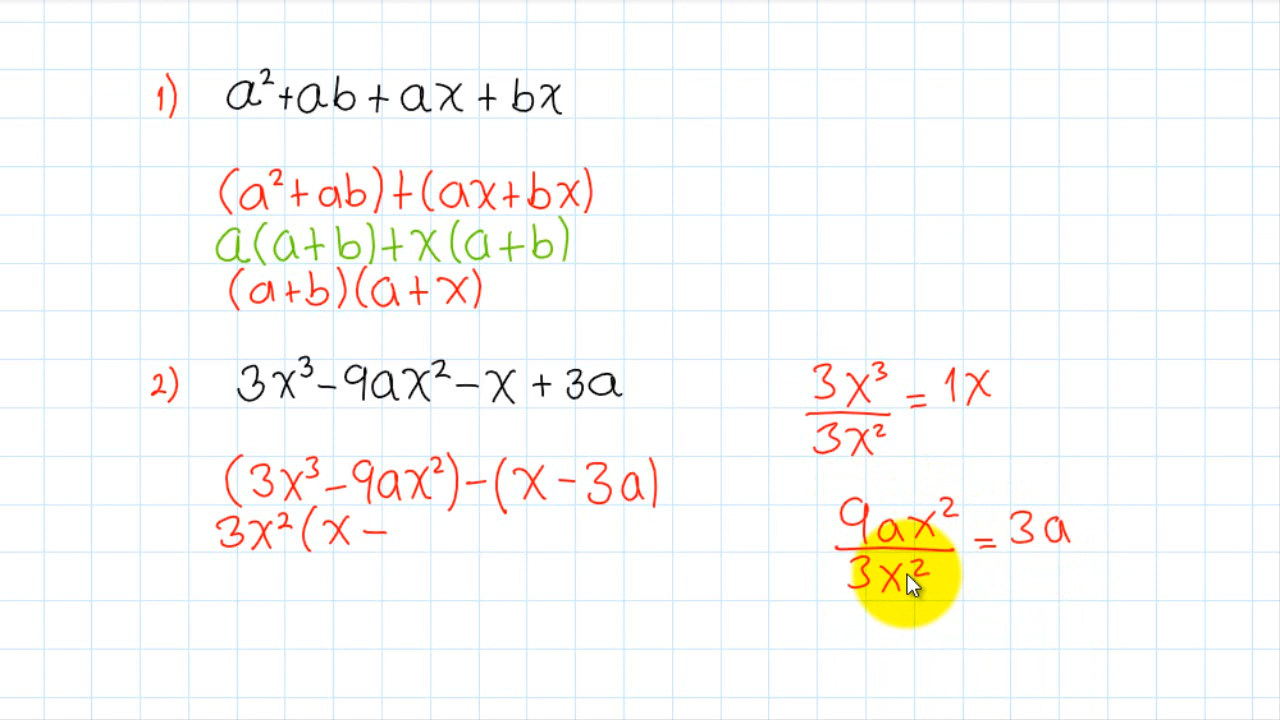 1) a²+ab+ax+bx
(a²+ab)+(ax+bx)
a(a+b)+x(a+b)
(a+b)(a+x)
2) 3x³-9ax²-x+3a
(3x³-9ax²)-(x-3a)
3x²(x-
3x³/3x² = 1x
9ax²/3x² = 3a